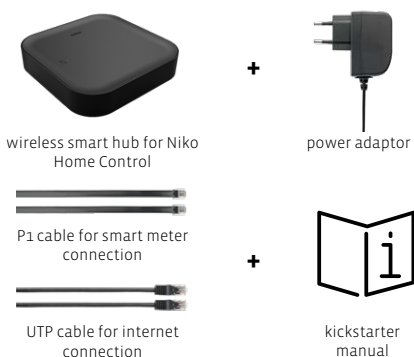 +
wireless smart hub for Niko
Home Control
power adaptor
P1 cable for smart meter
connection
+
UTP cable for internet
connection
kickstarter
manual